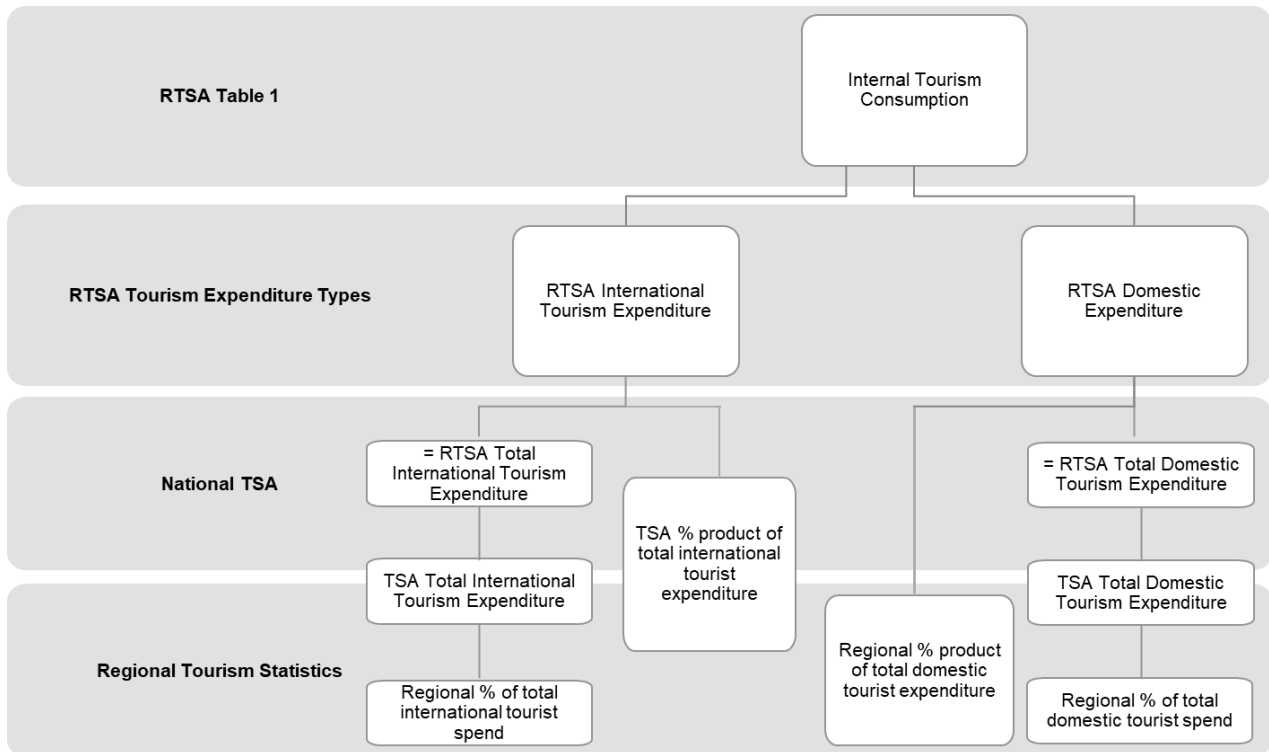 RTSA Table 1
Internal Tourism
Consumption
RTSA Tourism Expenditure Types
RTSA International
Tourism Expenditure
RTSA Domestic
Expenditure
National TSA
= RTSA Total
International Tourism
Expenditure
TSA % product of
total international
tourist
expenditure
= RTSA Total Domestic
Tourism Expenditure
TSA Total International
Tourism Expenditure
TSA Total Domestic
Tourism Expenditure
Regional Tourism Statistics
Regional % of total
international tourist
spend
Regional % product
of total domestic
tourist expenditure
Regional % of total
domestic tourist spend